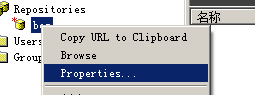 Repositories
名称
Users
Copy URL to Clipboard
Group
Browse
Properties...